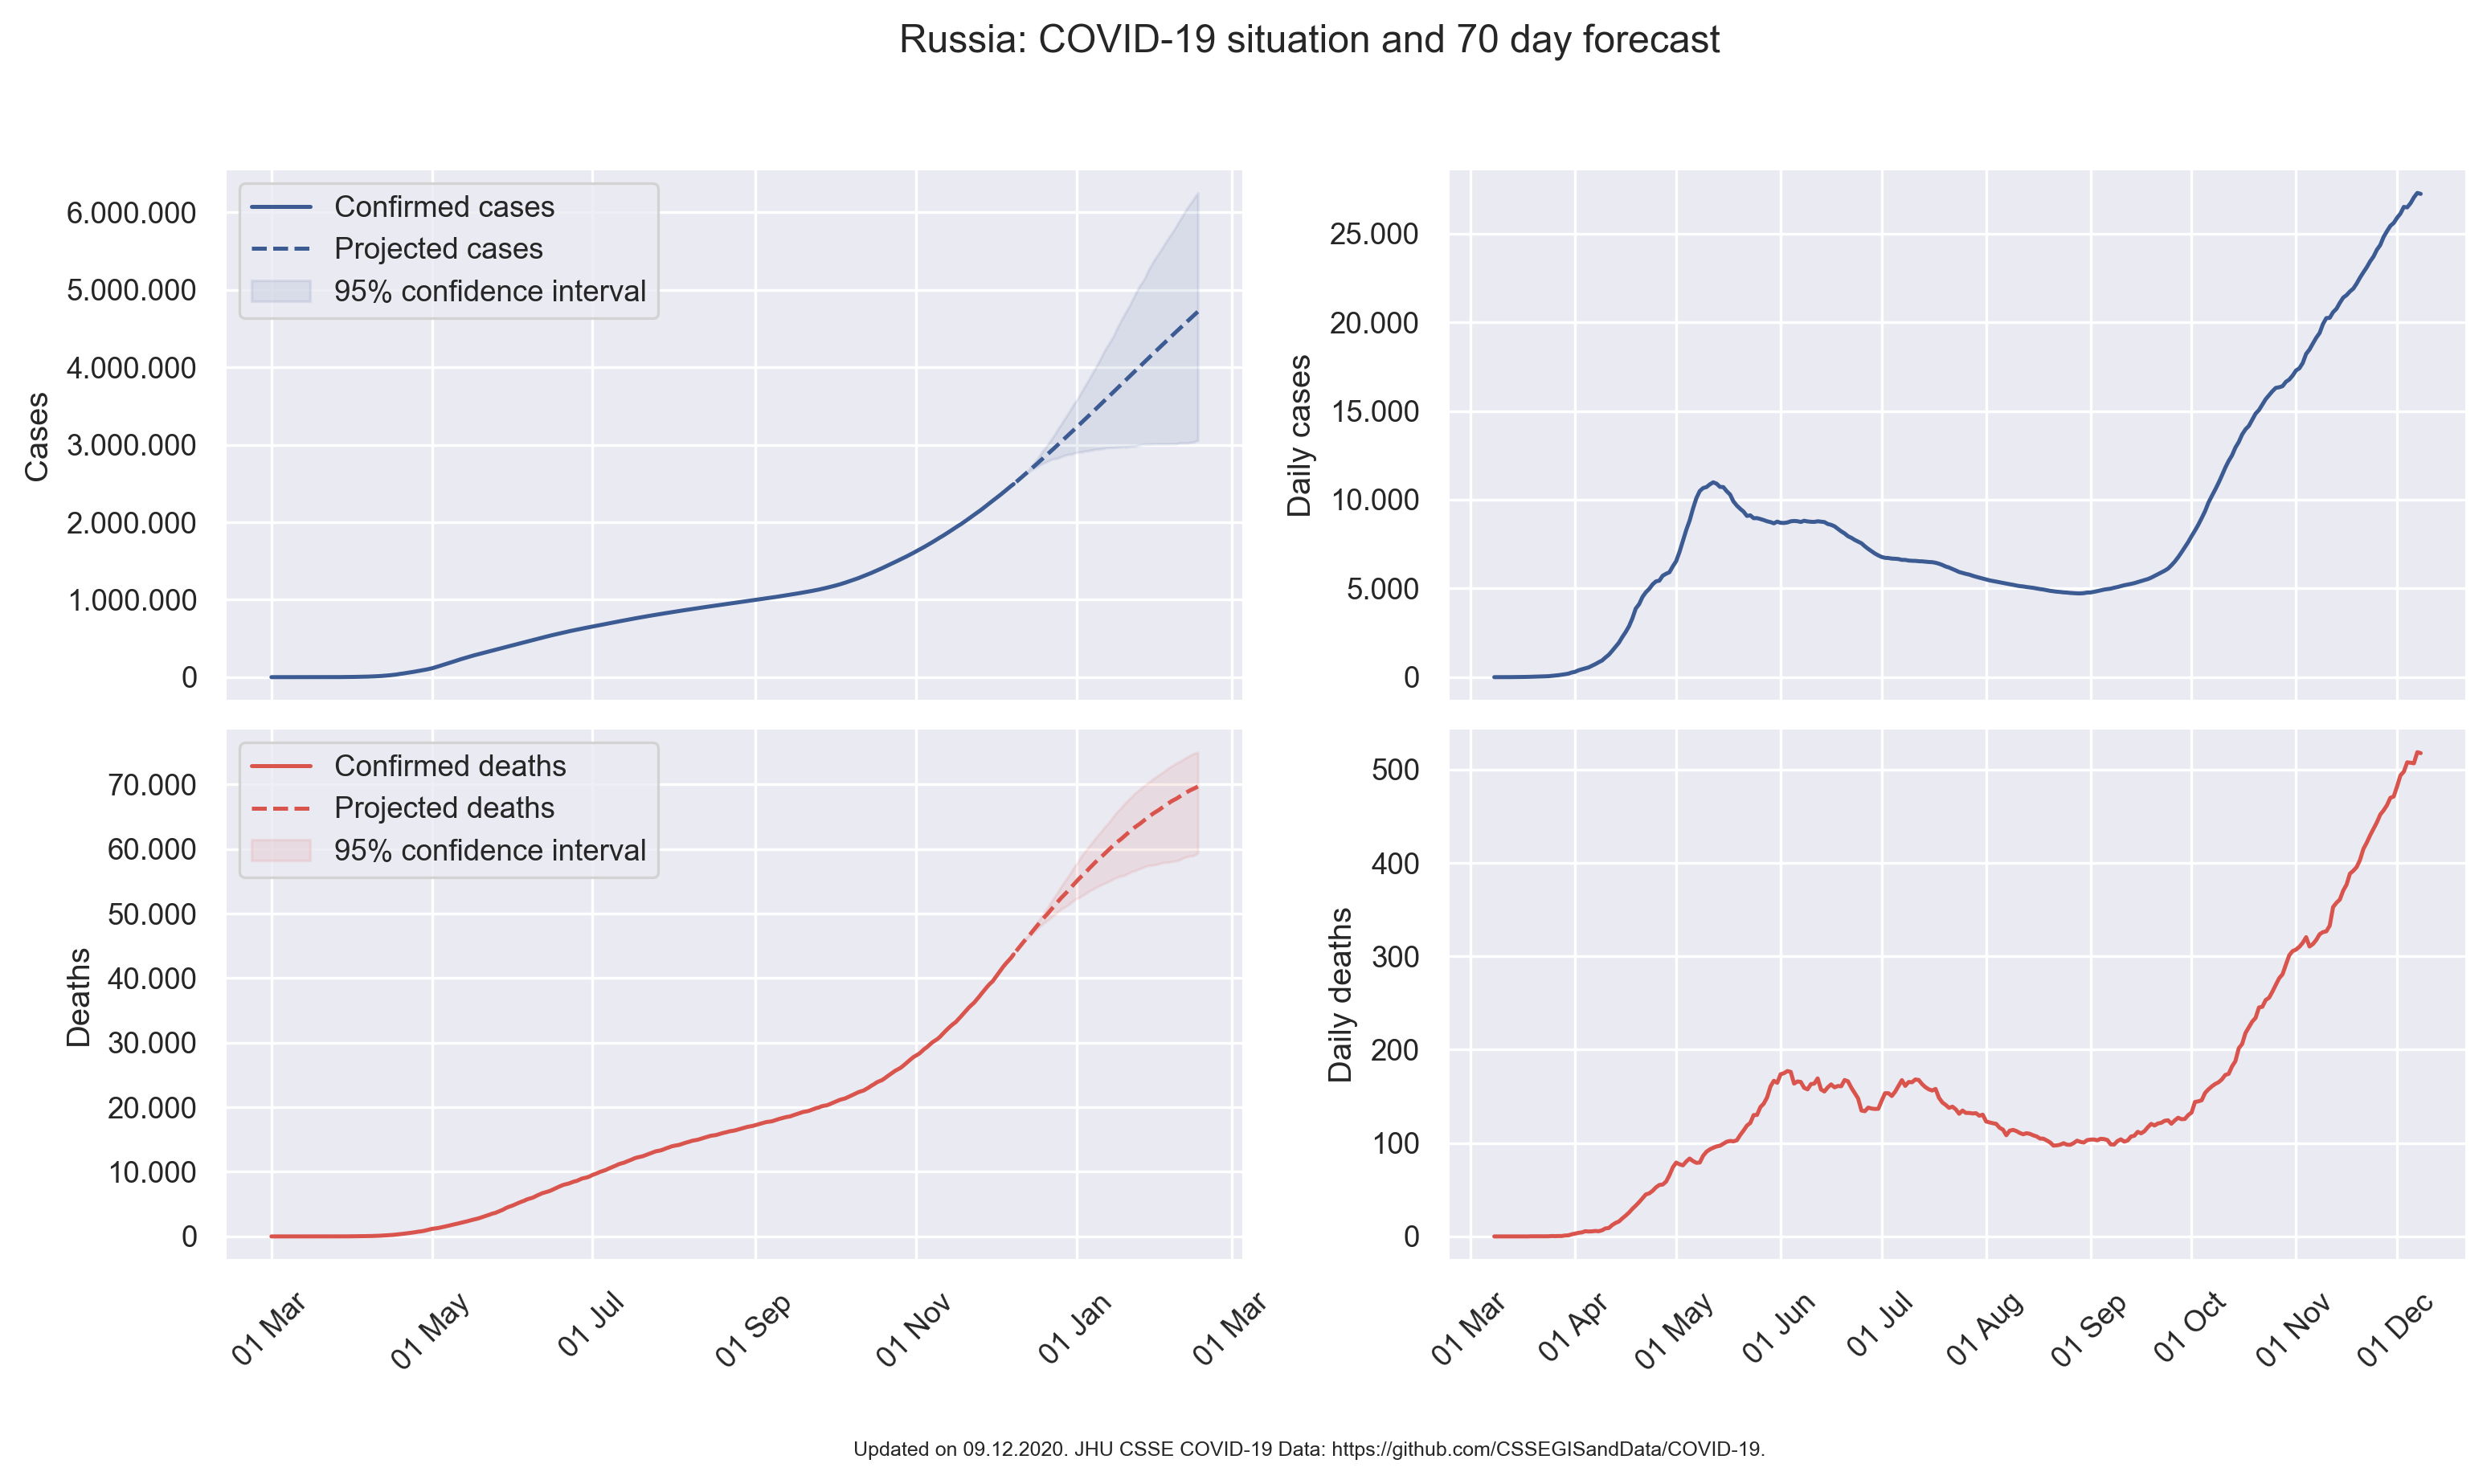 Russia: COVID-19 situation and 70 day forecast
Cases
6.000.000
5.000.000
4.000.000
3.000.000
2.000.000
1.000.000
0
Confirmed cases
Projected cases
95% confidence interval
Daily cases
25.000
20.000
15.000
10.000
5.000
0
Deaths
70.000
60.000
50.000
40.000
30.000
20.000
10.000
0
Confirmed deaths
Projected deaths
95% confidence interval
01 Mar
01 May
01 Jul
01 Sep
01 Nov
01 Jan
01 Mar
Daily deaths
500
400
300
200
100
0
01 Mar
01 Apr
01 May
01 Jun
01 Jul
01 Aug
01 Sep
01 Oct
01 Nov
01 Dec
Updated on 09.12.2020. JHU CSSE COVID-19 Data: https://github.com/CSSEGISandData/COVID-19.